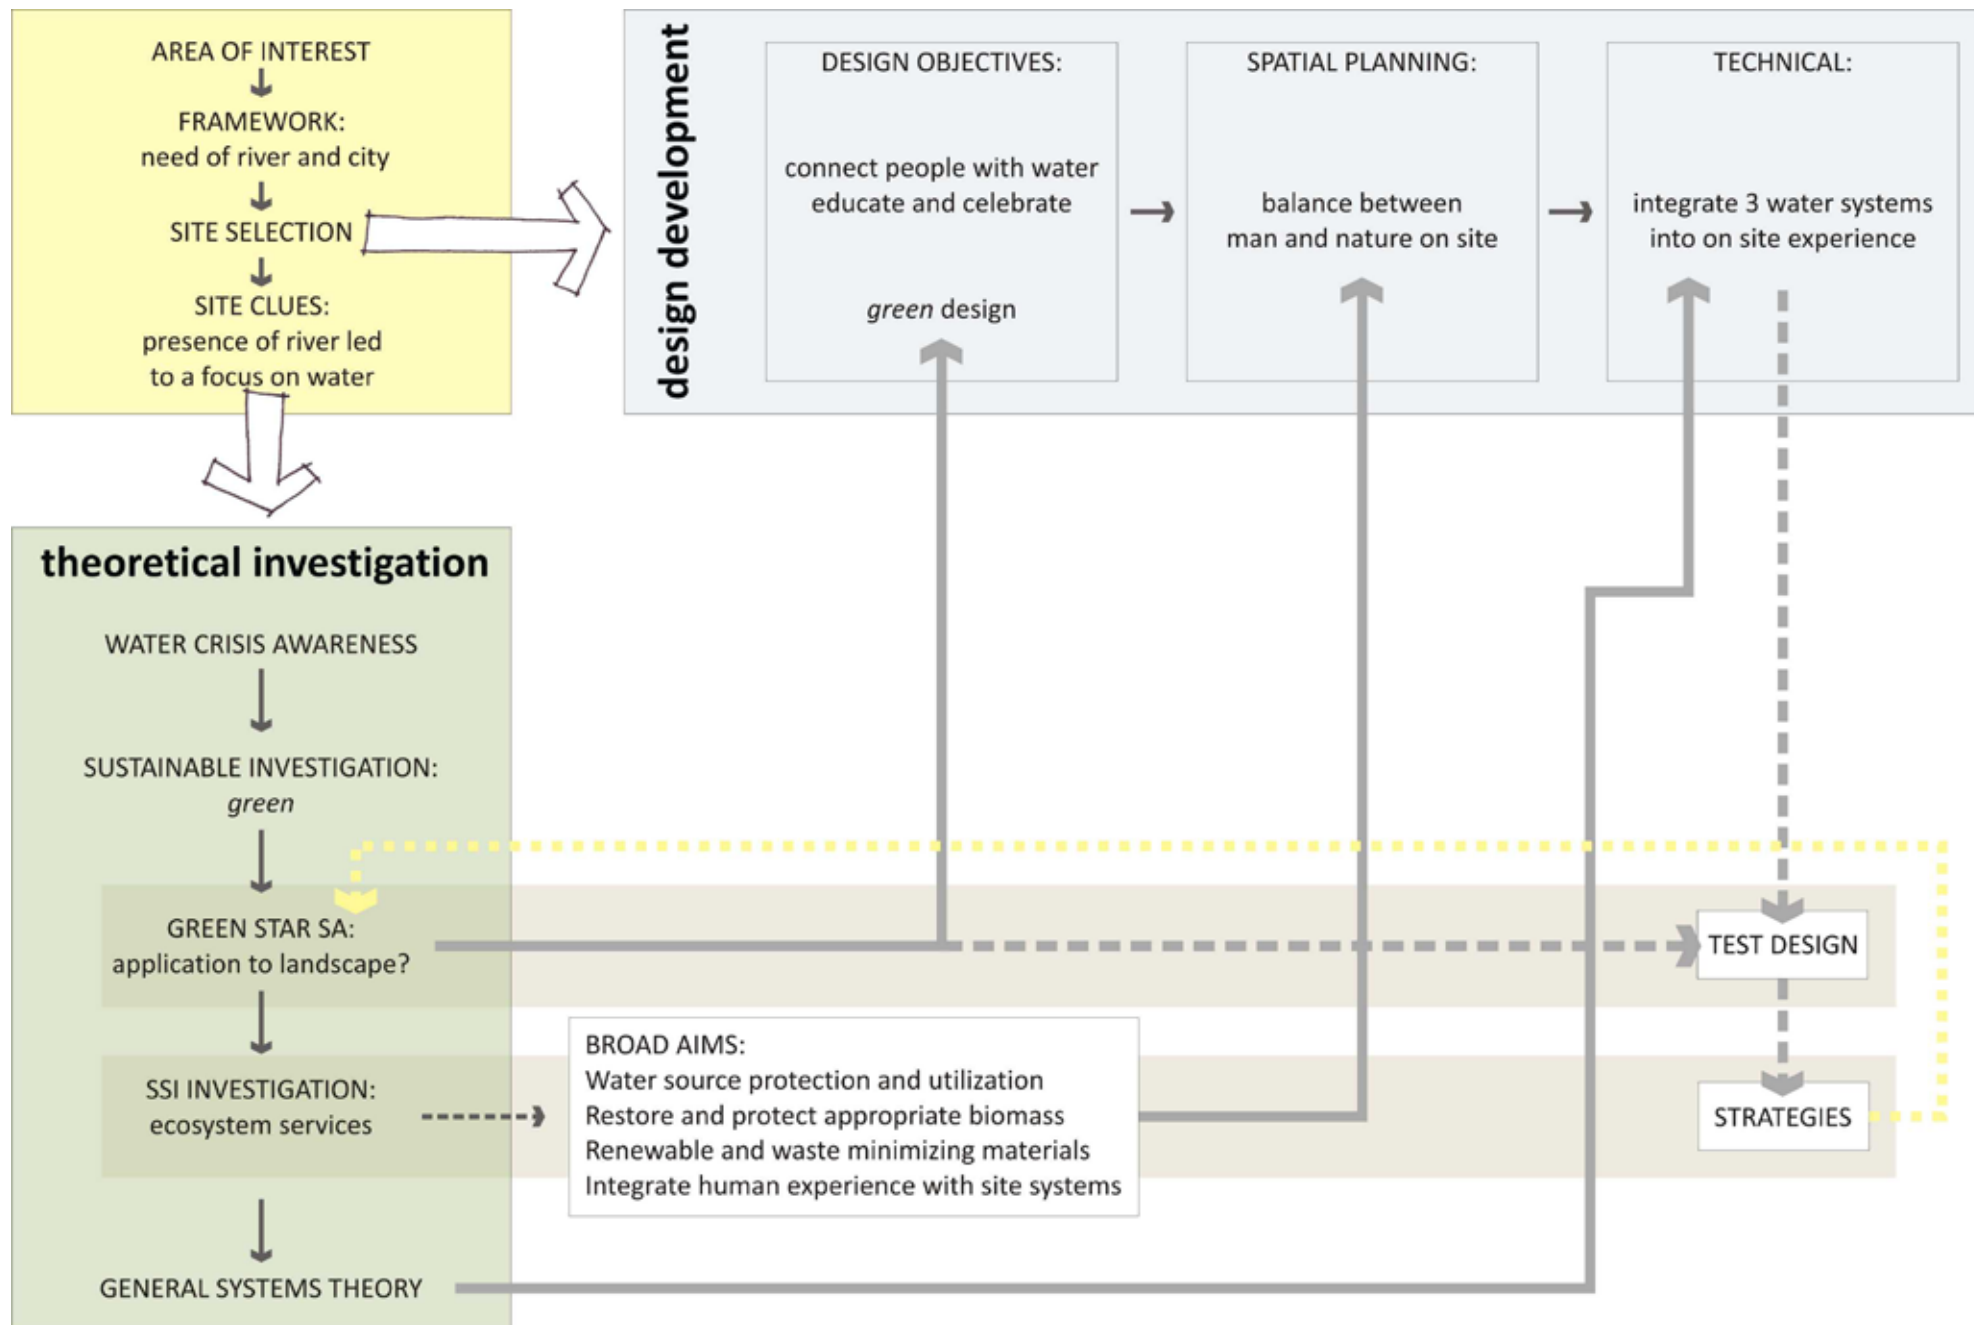 AREA OF INTEREST
FRAMEWORK:
need of river and city
SITE SELECTION
SITE CLUES:
presence of river led
to a focus on water
design development
DESIGN OBJECTIVES:
connect people with water
educate and celebrate
green design
SPATIAL PLANNING:
balance between
man and nature on site
TECHNICAL:
integrate 3 water systems
into on site experience
theoretical investigation
WATER CRISIS AWARENESS
SUSTAINABLE INVESTIGATION:
green
GREEN STAR SA:
application to landscape?
TEST DESIGN
SSI INVESTIGATION:
ecosystem services
BROAD AIMS:
Water source protection and utilization
Restore and protect appropriate biomass
Renewable and waste minimizing materials
Integrate human experience with site systems
STRATEGIES
GENERAL SYSTEMS THEORY